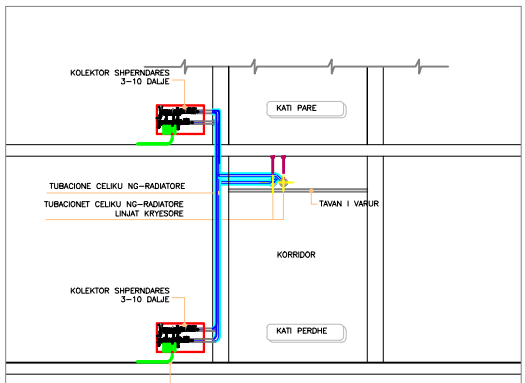 KOLEKTOR SHPERNDARES
3-10 DALJE
KATI PARE
TUBACIONE CELIKU NG-RADIATORE
TUBACIONET CELIKU NG-RADIATORE
LINJAT KRYESORE
TAVAN I VARUR
KORRIDOR
KOLEKTOR SHPERNDARES
3-10 DALJE
KATI PERDHE